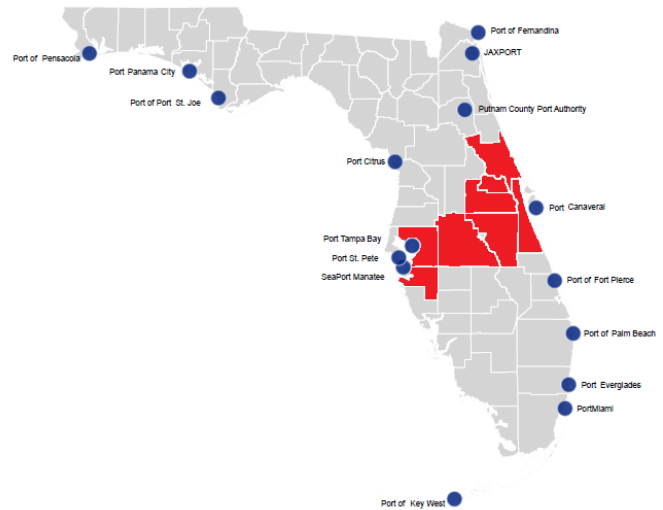 Port of Fernandina
JAXPORT
Port of Pensacola
Port Panama City
Port of Port St. Joe
Putnam County Port Authority
Port Citrus
Port Canaveral
Port Tampa Bay
Port St. Pete
SeaPort Manatee
Port of Fort Pierce
Port of Palm Beach
Port Everglades
PortMiami
Port of Key West